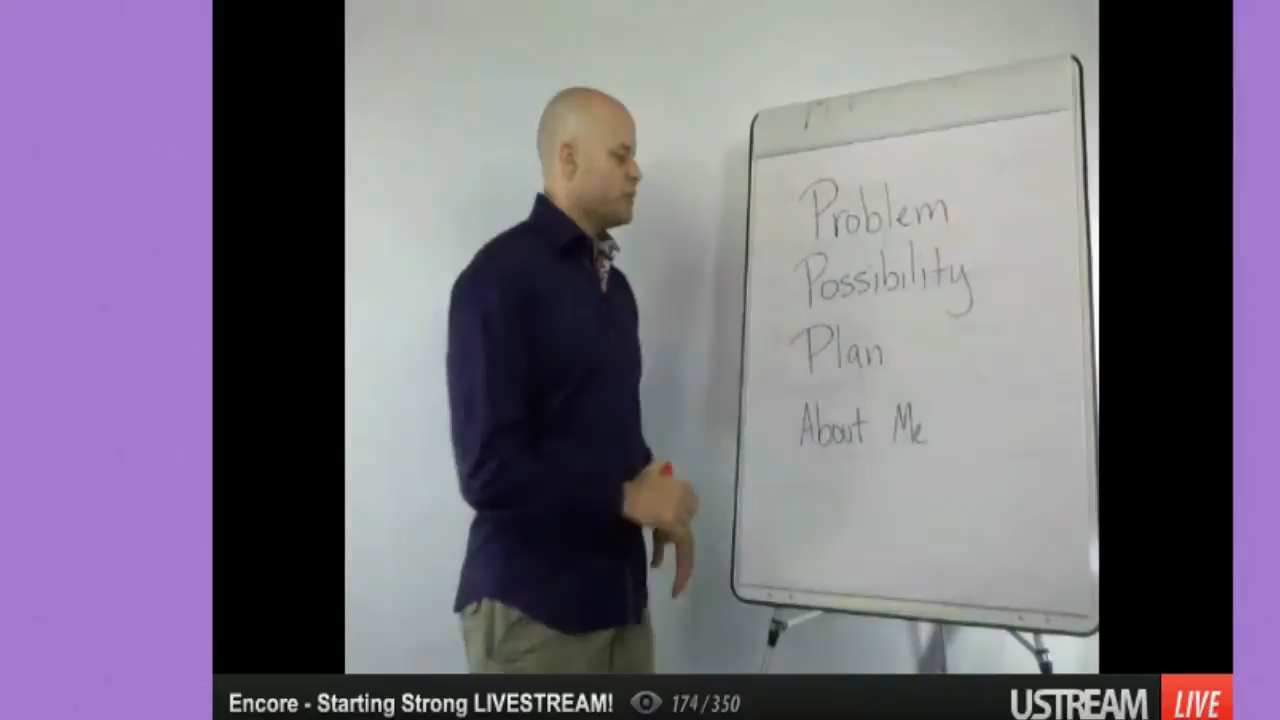 Problem
Possibility
Plan
About Me
Encore - Starting Strong LIVESTREAM! 174/350 USTREAM LIVE